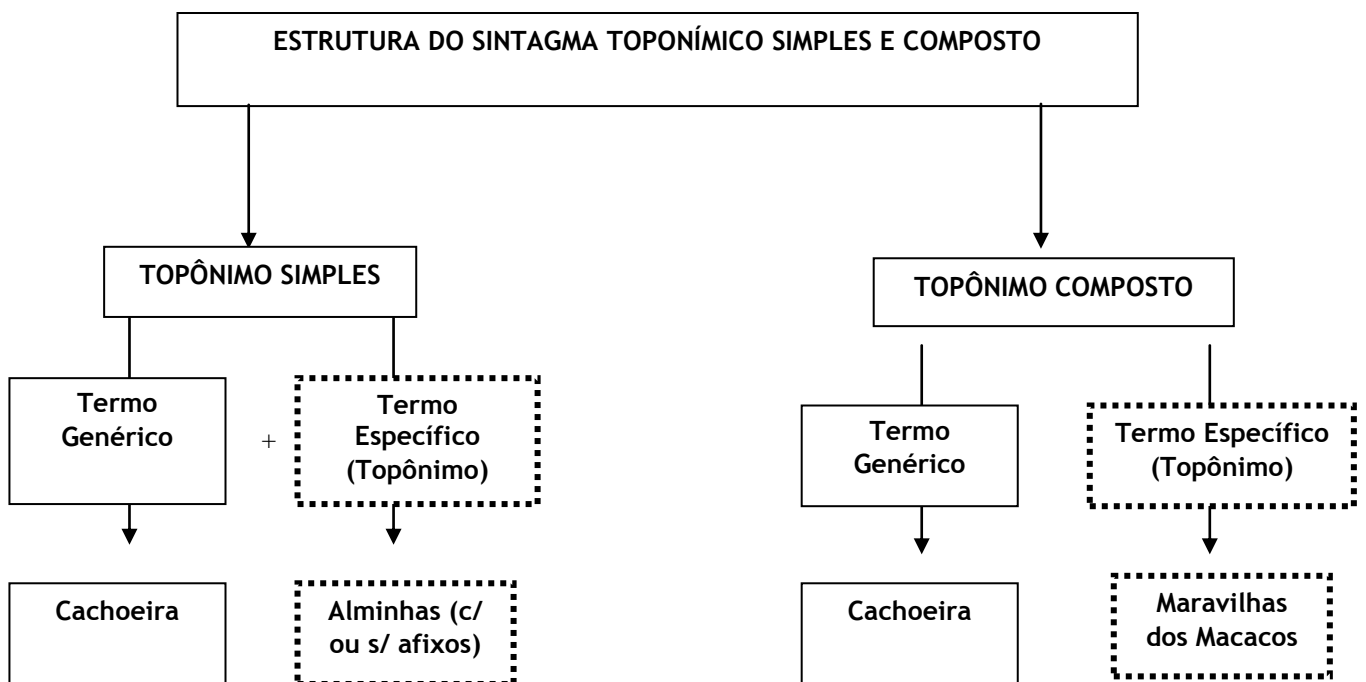 ESTRUTURA DO SINTAGMA TOPONÍMICO SIMPLES E COMPOSTO
TOPÔNIMO SIMPLES
TOPÔNIMO COMPOSTO
Termo
Genérico
+
Termo
Específico
(Topônimo)
Termo
Genérico
Termo Específico
(Topônimo)
Cachoeira
Alminhas (c/
ou s/ afixos)
Cachoeira
Maravilhas
dos Macacos